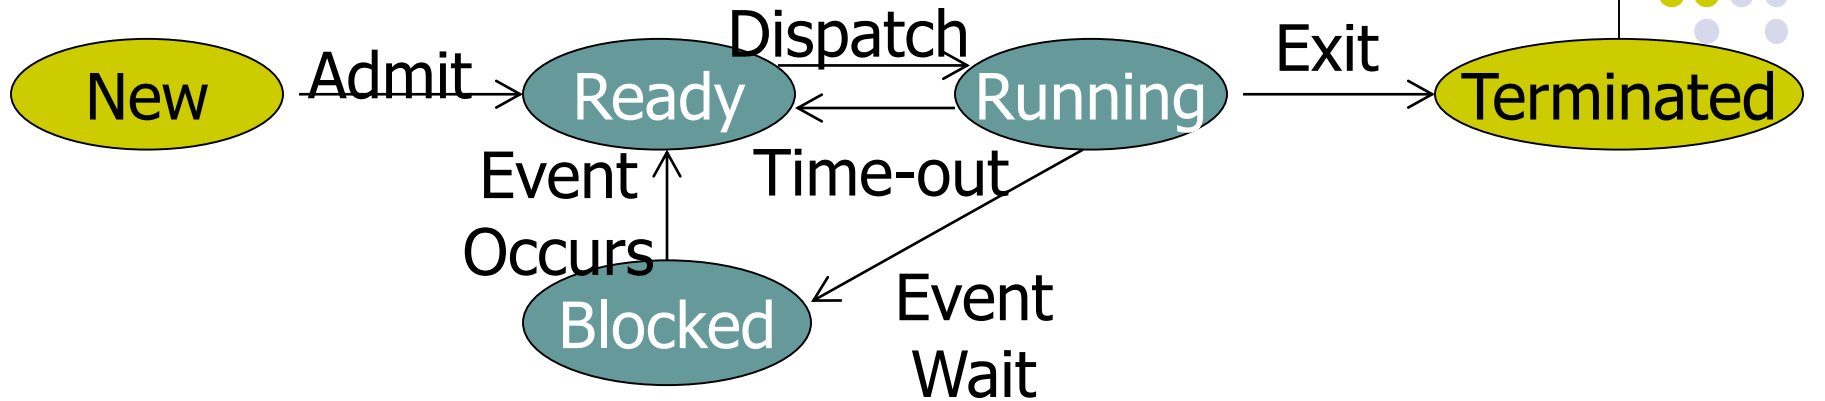 New
Admit
Ready
Dispatch
Running
Exit
Terminated
Time-out
Event
Occurs
Blocked
Event
Wait